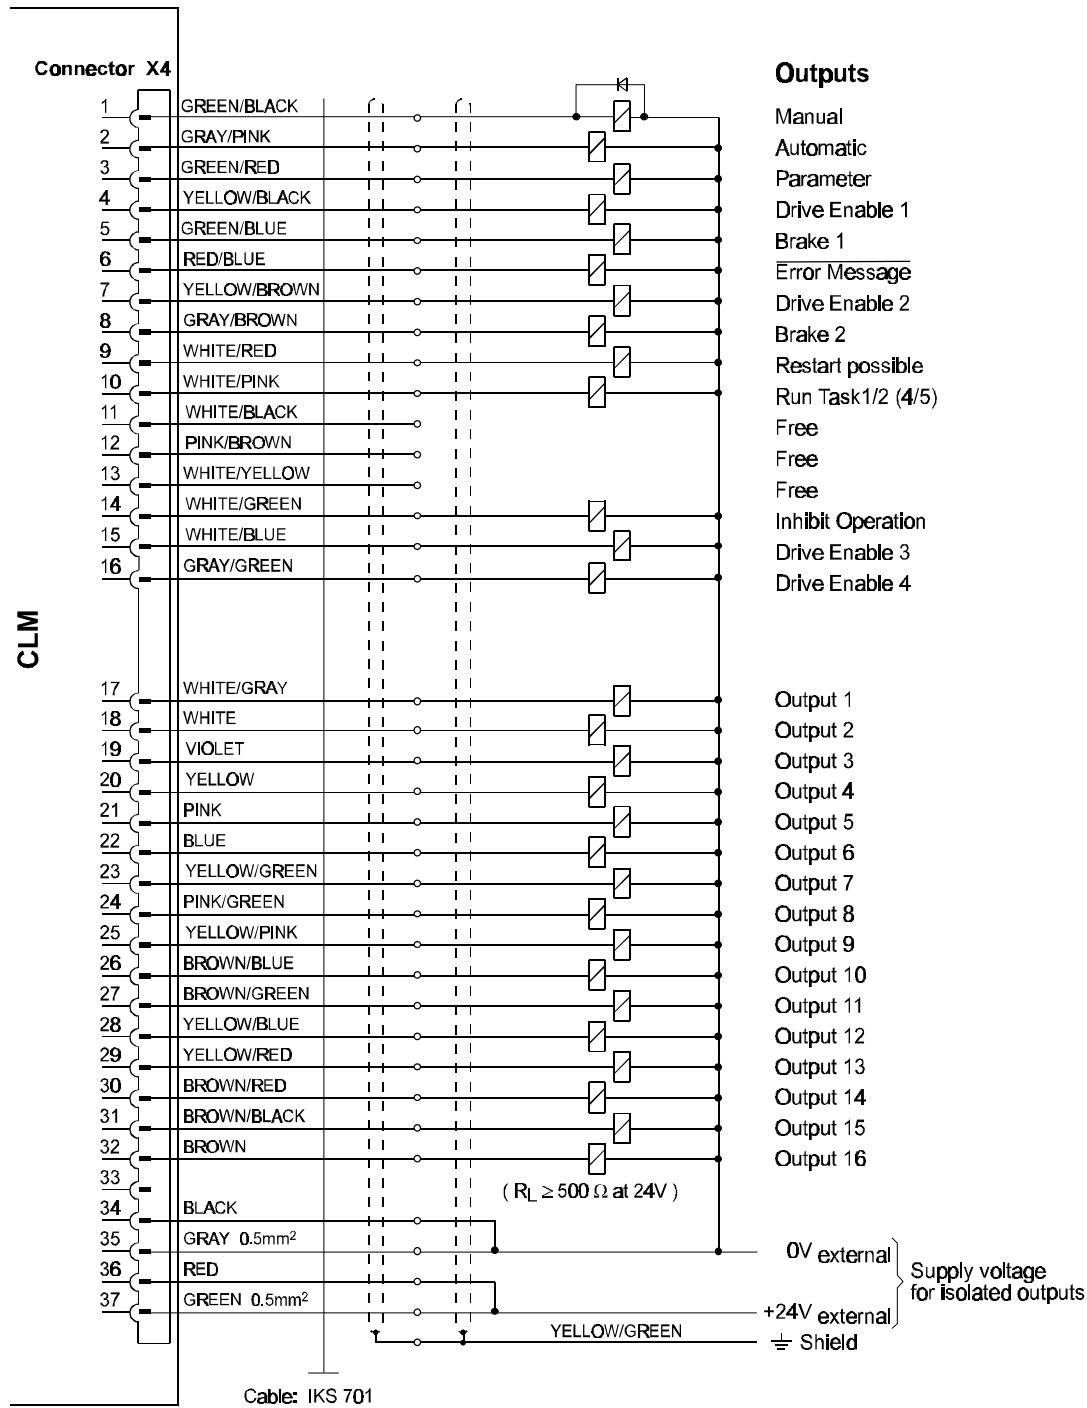 Connector X4
Outputs
1 GREEN/BLACK Manual
2 GRAY/PINK Automatic
3 GREEN/RED Parameter
4 YELLOW/BLACK Drive Enable 1
5 GREEN/BLUE Brake 1
6 RED/BLUE Error Message
7 YELLOW/BROWN Drive Enable 2
8 GRAY/BROWN Brake 2
9 WHITE/RED Restart possible
10 WHITE/PINK Run Task1/2 (4/5)
11 WHITE/BLACK Free
12 PINK/BROWN Free
13 WHITE/YELLOW Free
14 WHITE/GREEN Inhibit Operation
15 WHITE/BLUE Drive Enable 3
16 GRAY/GREEN Drive Enable 4
CLM
17 WHITE/GRAY Output 1
18 WHITE Output 2
19 VIOLET Output 3
20 YELLOW Output 4
21 PINK Output 5
22 BLUE Output 6
23 YELLOW/GREEN Output 7
24 PINK/GREEN Output 8
25 YELLOW/PINK Output 9
26 BROWN/BLUE Output 10
27 BROWN/GREEN Output 11
28 YELLOW/BLUE Output 12
29 YELLOW/RED Output 13
30 BROWN/RED Output 14
31 BROWN/BLACK Output 15
32 BROWN Output 16
33
( RL ≥ 500 Ω at 24V )
34 BLACK
35 GRAY 0.5mm² 0V external
36 RED
Supply voltage
for isolated outputs
37 GREEN 0.5mm² +24V external
YELLOW/GREEN Shield
Cable: IKS 701